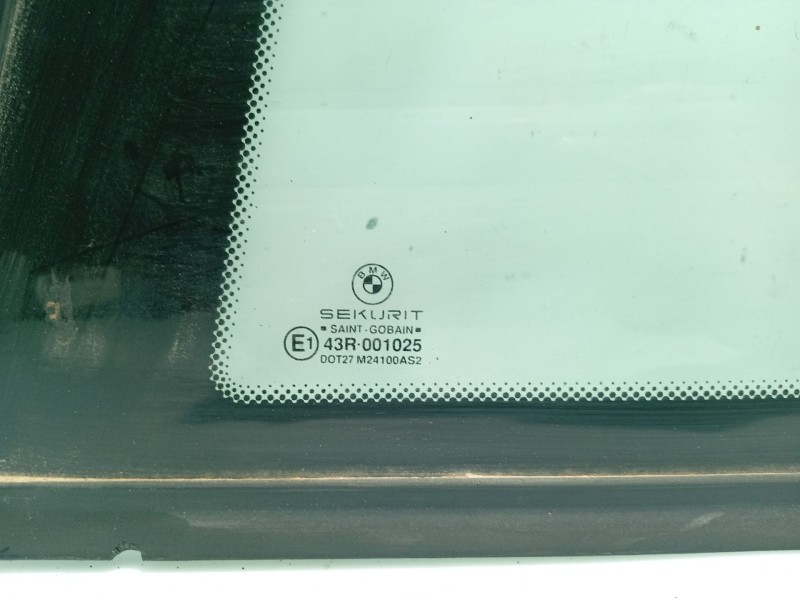 BMW
SEKURIT
SAINT-GOBAIN
E1 43R-001025
DOT27 M24100AS2